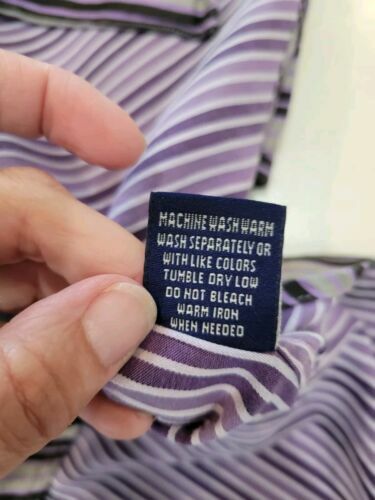 MACHINE WASH WARM
WASH SEPARATELY OR
WITH LIKE COLORS
TUMBLE DRY LOW
DO NOT BLEACH
WARM IRON
WHEN NEEDED